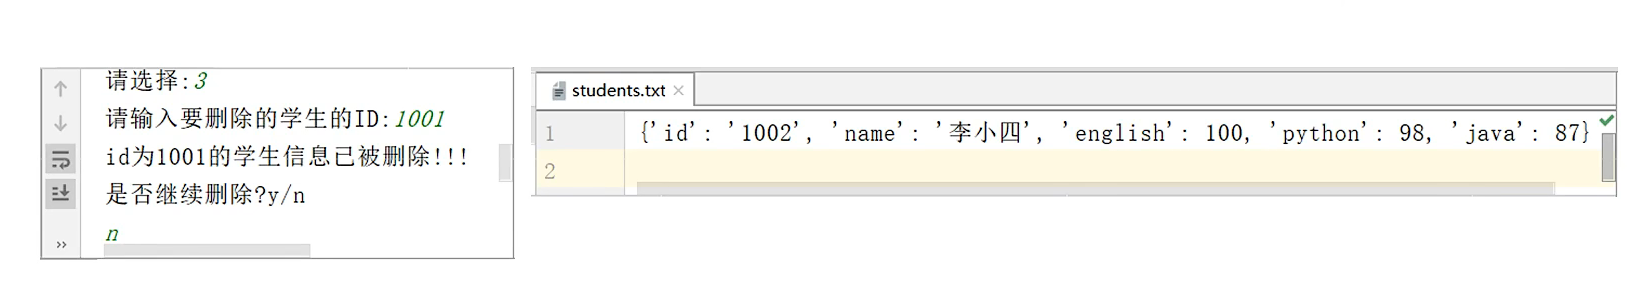 请选择:3
请输入要删除的学生的ID:1001
id为1001的学生信息已被删除!!!
是否继续删除?y/n
n
students.txt
1 {'id': '1002', 'name': '李小四', 'english': 100, 'python': 98, 'java': 87}
2